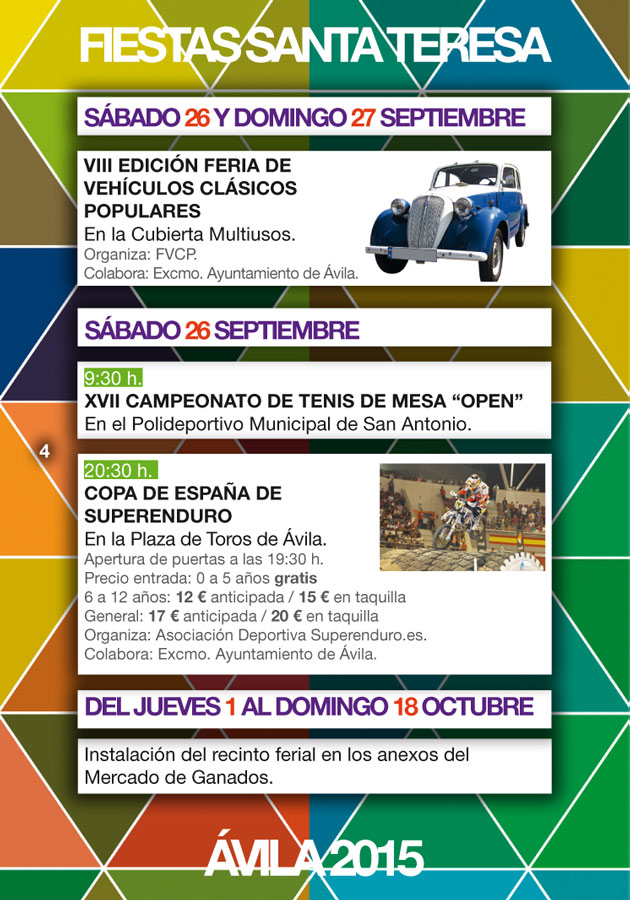 FIESTAS SANTA TERESA
SÁBADO 26 Y DOMINGO 27 SEPTIEMBRE
VIII EDICIÓN FERIA DE
VEHÍCULOS CLÁSICOS
POPULARES
En la Cubierta Multiusos.
Organiza: FVCP.
Colabora: Excmo. Ayuntamiento de Ávila.
SÁBADO 26 SEPTIEMBRE
9:30 h.
XVII CAMPEONATO DE TENIS DE MESA “OPEN”
En el Polideportivo Municipal de San Antonio.
4
20:30 h.
COPA DE ESPAÑA DE
SUPERENDURO
En la Plaza de Toros de Ávila.
Apertura de puertas a las 19:30 h.
Precio entrada: 0 a 5 años gratis
6 a 12 años: 12 € anticipada / 15 € en taquilla
General: 17 € anticipada / 20 € en taquilla
Organiza: Asociación Deportiva Superenduro.es.
Colabora: Excmo. Ayuntamiento de Ávila.
DEL JUEVES 1 AL DOMINGO 18 OCTUBRE
Instalación del recinto ferial en los anexos del
Mercado de Ganados.
ÁVILA 2015